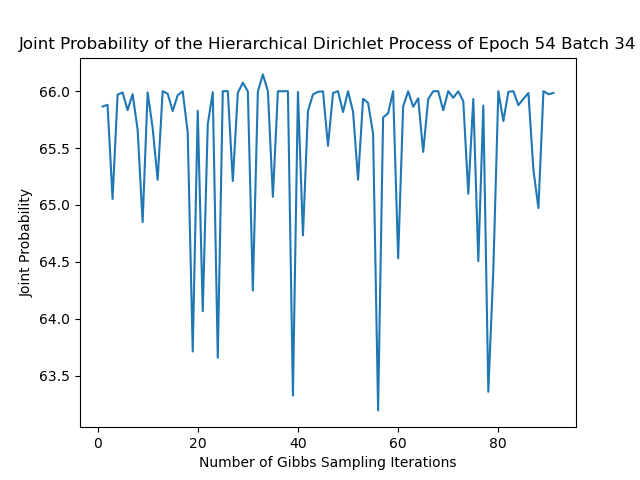 Joint Probability of the Hierarchical Dirichlet Process of Epoch 54 Batch 34
66.0
65.5
65.0
64.5
64.0
63.5
Joint Probability
0 20 40 60 80
Number of Gibbs Sampling Iterations